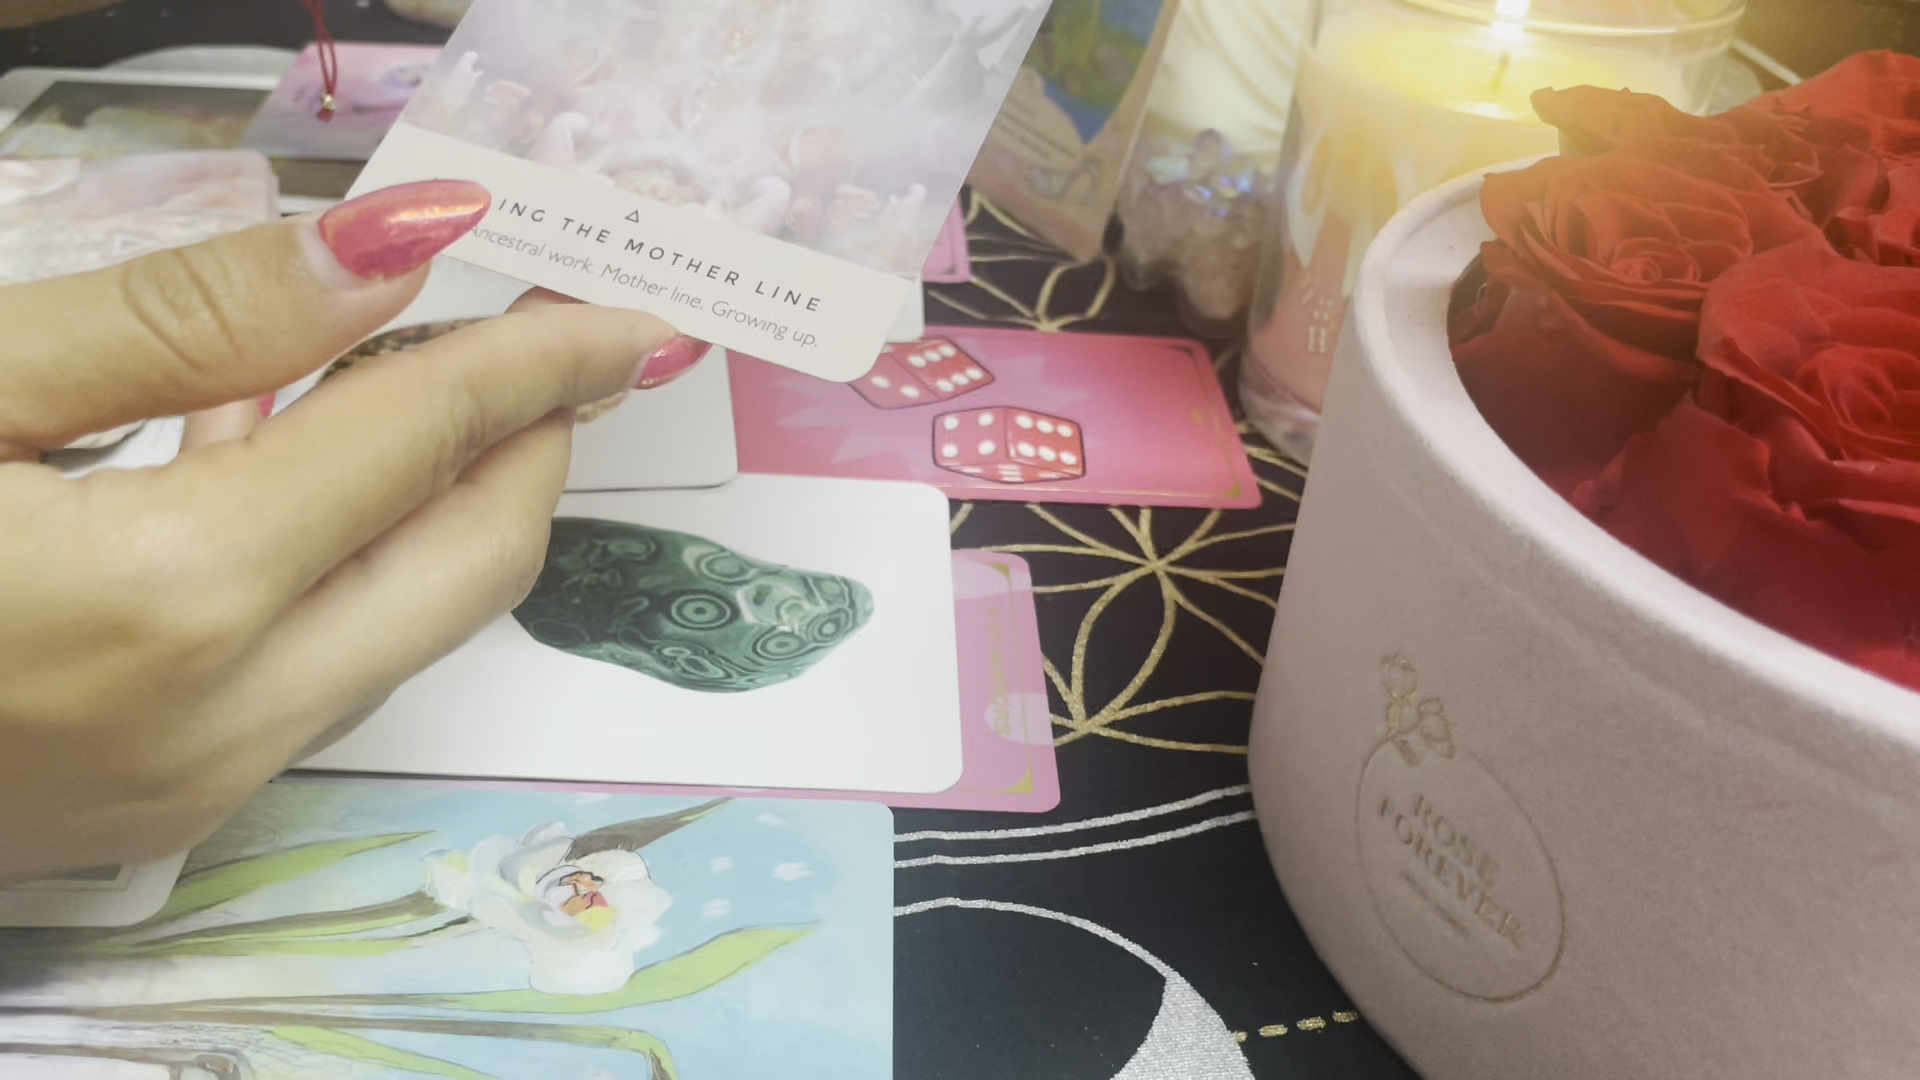 ING THE MOTHER LINE
Ancestral work. Mother line. Growing up.
ROSE
FOREVER